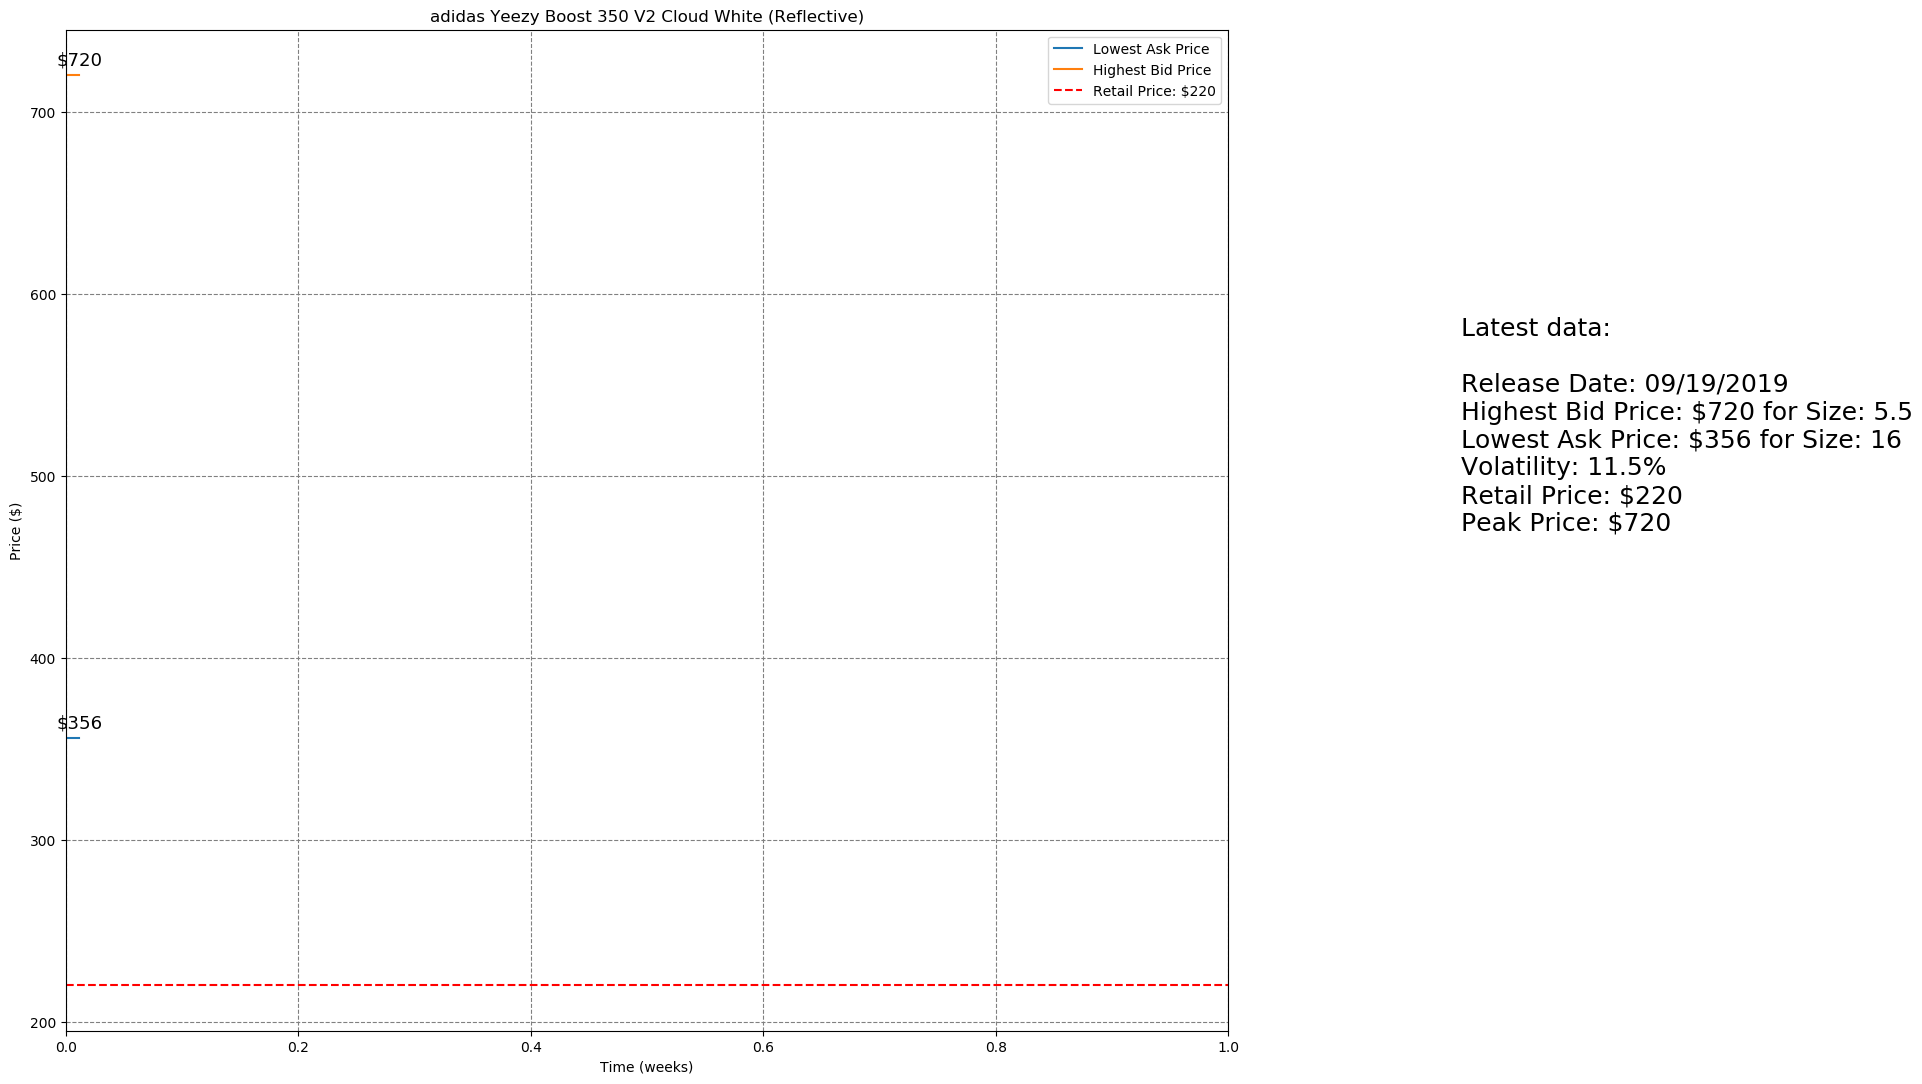 adidas Yeezy Boost 350 V2 Cloud White (Reflective)
$720
Lowest Ask Price
Highest Bid Price
Retail Price: $220
700
600
500
400
300
200
Price ($)
$356
0.0 0.2 0.4 0.6 0.8 1.0
Time (weeks)
Latest data:
Release Date: 09/19/2019
Highest Bid Price: $720 for Size: 5.5
Lowest Ask Price: $356 for Size: 16
Volatility: 11.5%
Retail Price: $220
Peak Price: $720